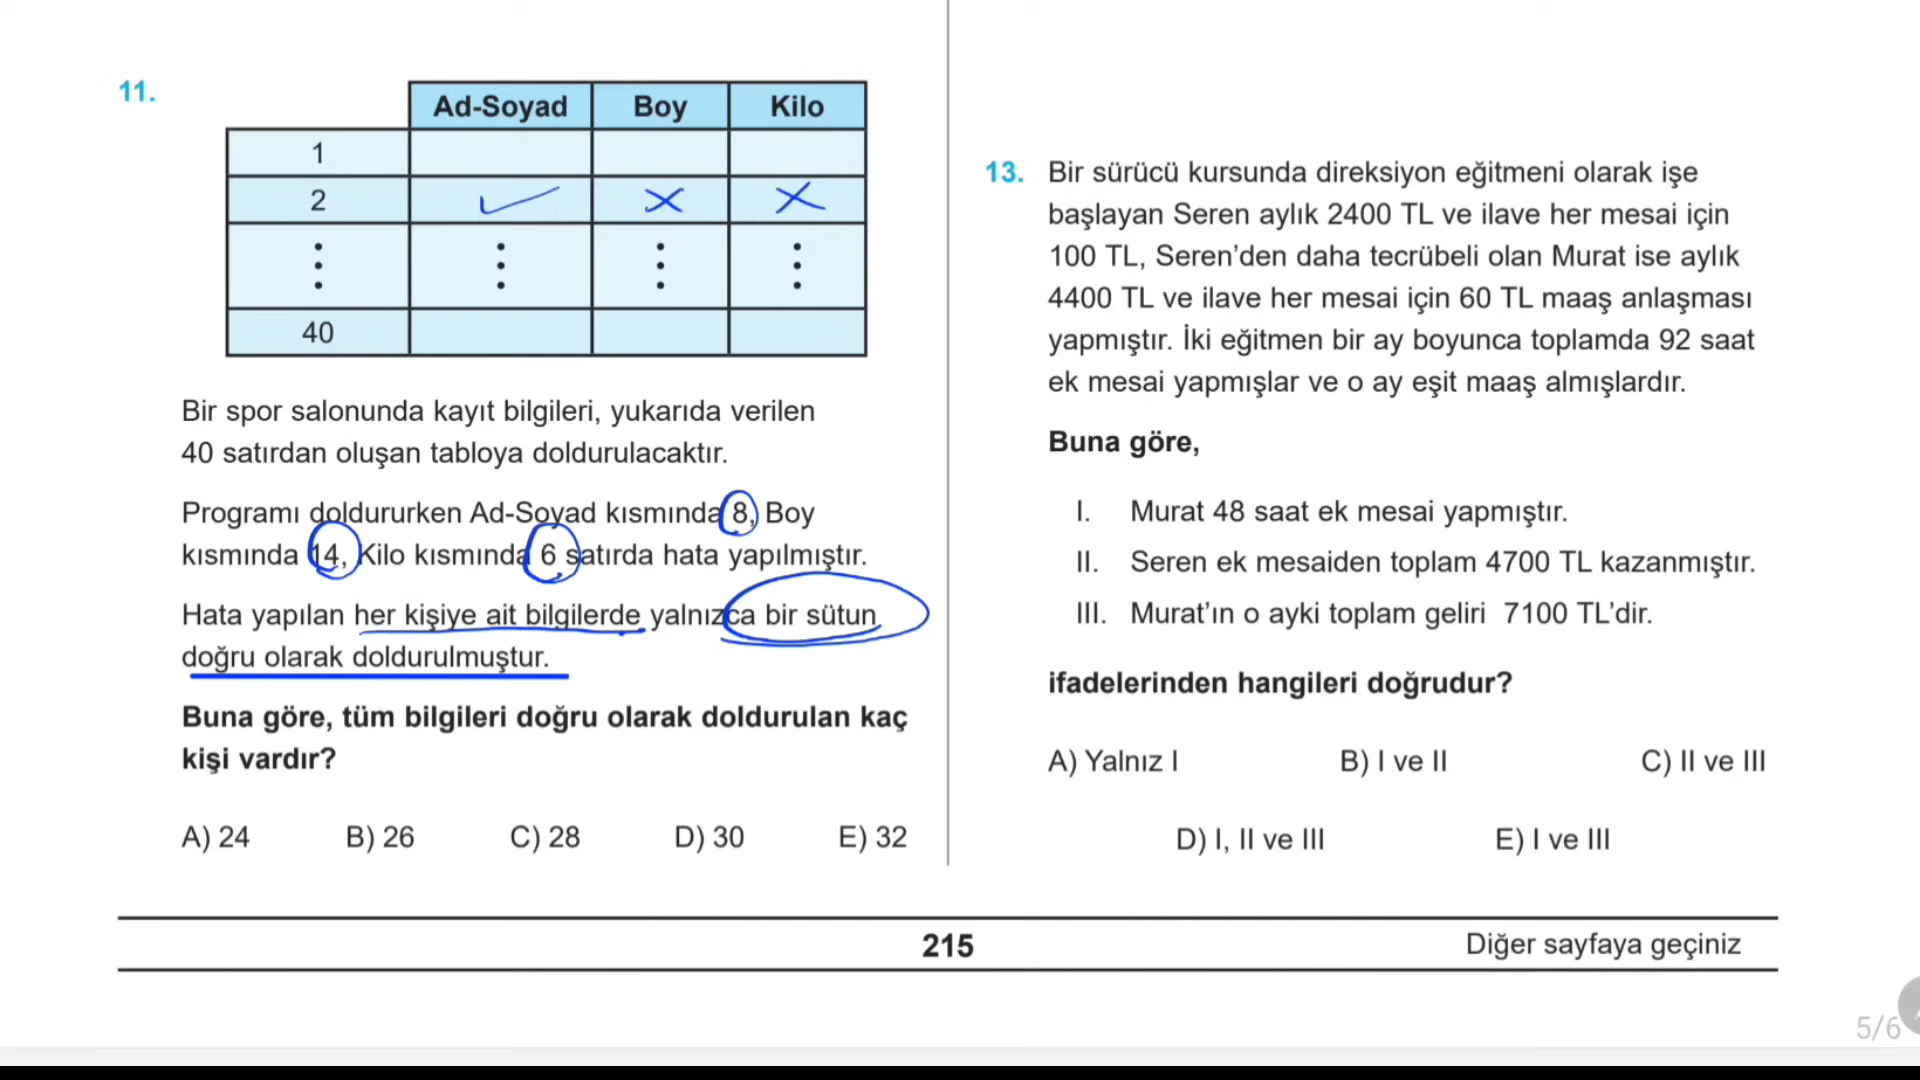 11.
Ad-Soyad Boy Kilo
1
2
40
Bir spor salonunda kayıt bilgileri, yukarıda verilen
40 satırdan oluşan tabloya doldurulacaktır.
Programı doldururken Ad-Soyad kısmında 8, Boy
kısmında 14, Kilo kısmında 6 satırda hata yapılmıştır.
Hata yapılan her kişiye ait bilgilerde yalnızca bir sütun
doğru olarak doldurulmuştur.
Buna göre, tüm bilgileri doğru olarak doldurulan kaç
kişi vardır?
A) 24 B) 26 C) 28 D) 30 E) 32
13. Bir sürücü kursunda direksiyon eğitmeni olarak işe
başlayan Seren aylık 2400 TL ve ilave her mesai için
100 TL, Seren’den daha tecrübeli olan Murat ise aylık
4400 TL ve ilave her mesai için 60 TL maaş anlaşması
yapmıştır. İki eğitmen bir ay boyunca toplamda 92 saat
ek mesai yapmışlar ve o ay eşit maaş almışlardır.
Buna göre,
I. Murat 48 saat ek mesai yapmıştır.
II. Seren ek mesaiden toplam 4700 TL kazanmıştır.
III. Murat’ın o ayki toplam geliri 7100 TL’dir.
ifadelerinden hangileri doğrudur?
A) Yalnız I B) I ve II C) II ve III
D) I, II ve III E) I ve III
215
Diğer sayfaya geçiniz
5/6